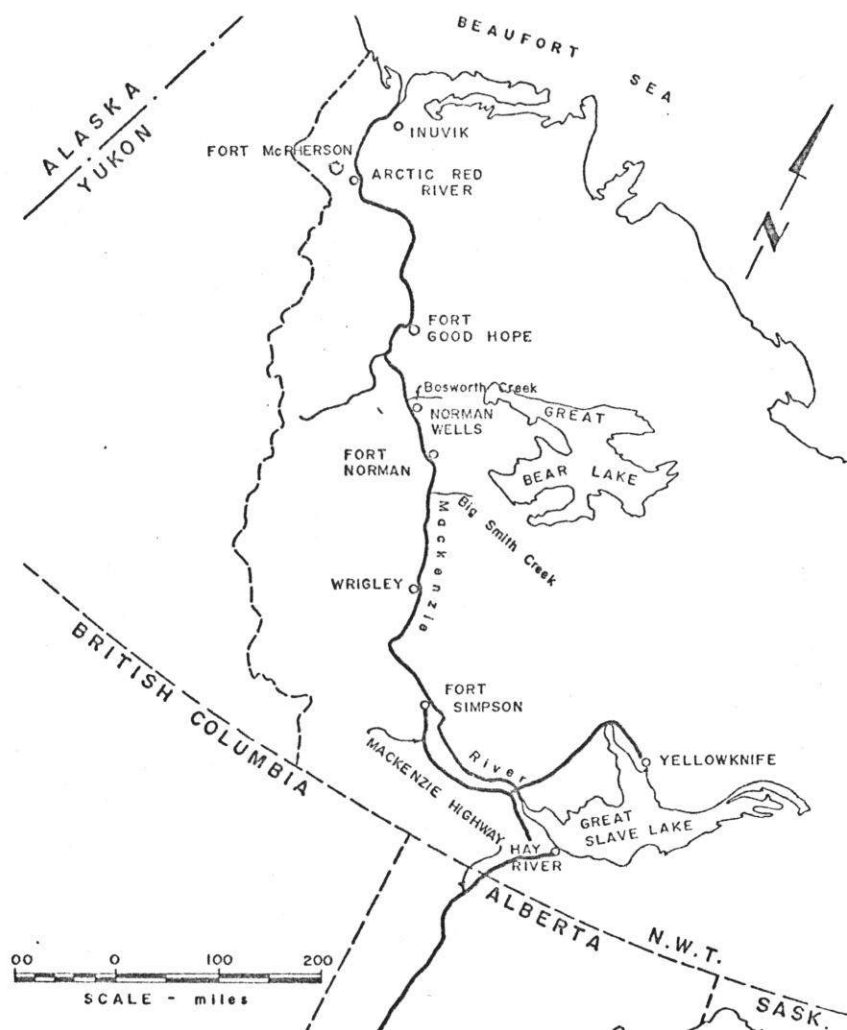 BEAUFORT
SEA
ALASKA
YUKON
INUVIK
FORT McPHERSON
ARCTIC RED
RIVER
N
FORT
GOOD HOPE
Bosworth Creek
NORMAN
WELLS
GREAT
BEAR LAKE
FORT
NORMAN
Big Smith Creek
Mackenzie
WRIGLEY
BRITISH COLUMBIA
FORT
SIMPSON
River
MACKENZIE HIGHWAY
YELLOWKNIFE
GREAT
SLAVE LAKE
HAY
RIVER
ALBERTA
N.W.T.
SASK.
00 0 100 200
SCALE - miles